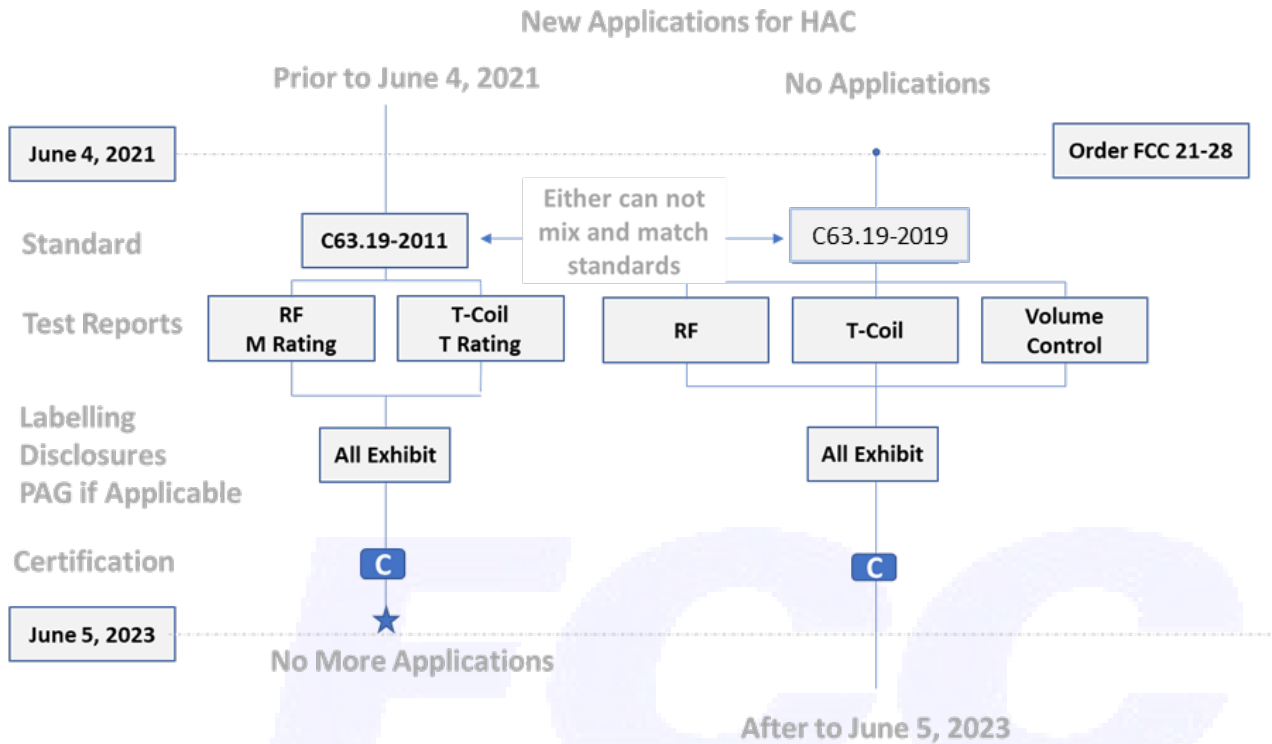 New Applications for HAC
Prior to June 4, 2021
No Applications
June 4, 2021
Order FCC 21-28
Either can not
mix and match
standards
Standard
C63.19-2011
C63.19-2019
Test Reports
RF
M Rating
T-Coil
T Rating
RF
T-Coil
Volume
Control
Labelling
Disclosures
PAG if Applicable
All Exhibit
All Exhibit
Certification
C
C
June 5, 2023
No More Applications
After to June 5, 2023
FCC